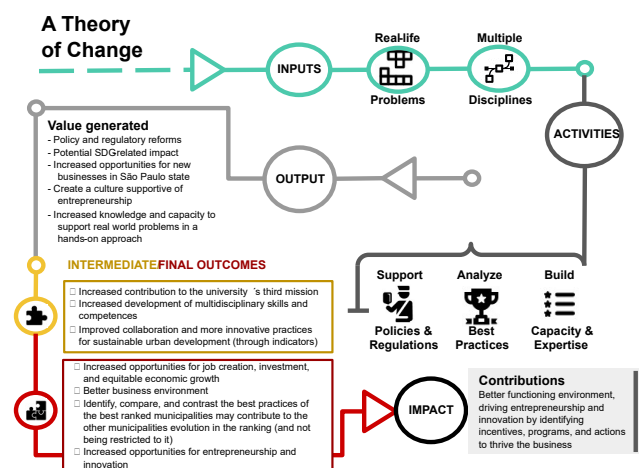 A Theory
of Change
INPUTS
Real-life
Problems
Multiple
Disciplines
ACTIVITIES
Value generated
- Policy and regulatory reforms
- Potential SDGrelated impact
- Increased opportunities for new
businesses in São Paulo state
- Create a culture supportive of
entrepreneurship
- Increased knowledge and capacity to
support real world problems in a
hands-on approach
OUTPUT
Support
Policies &
Regulations
Analyze
Best
Practices
Build
Capacity &
Expertise
INTERMEDIATE/FINAL OUTCOMES
□ Increased contribution to the university ´s third mission
□ Increased development of multidisciplinary skills and
competences
□ Improved collaboration and more innovative practices
for sustainable urban development (through indicators)
□ Increased opportunities for job creation, investment,
and equitable economic growth
□ Better business environment
□ Identify, compare, and contrast the best practices of
the best ranked municipalities may contribute to the
other municipalities evolution in the ranking (and not
being restricted to it)
□ Increased opportunities for entrepreneurship and
innovation
IMPACT
Contributions
Better functioning environment,
driving entrepreneurship and
innovation by identifying
incentives, programs, and actions
to thrive the business